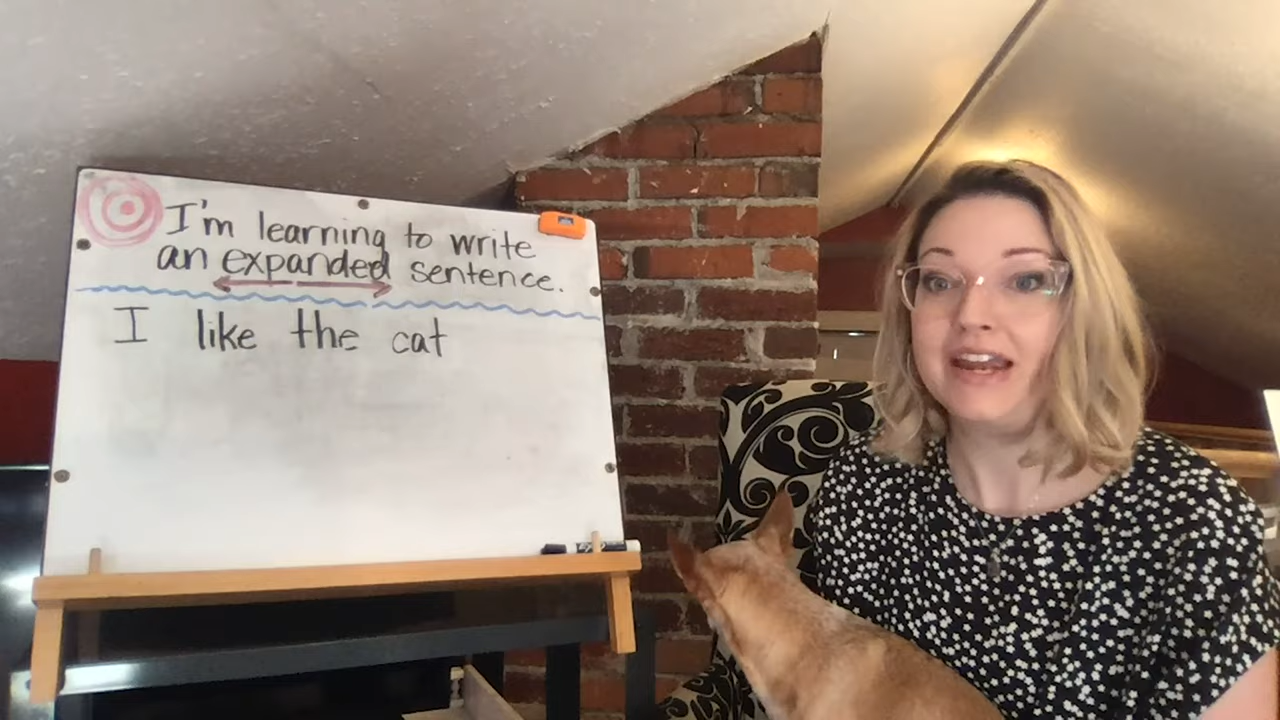 I'm learning to write
an expanded sentence.
I like the cat